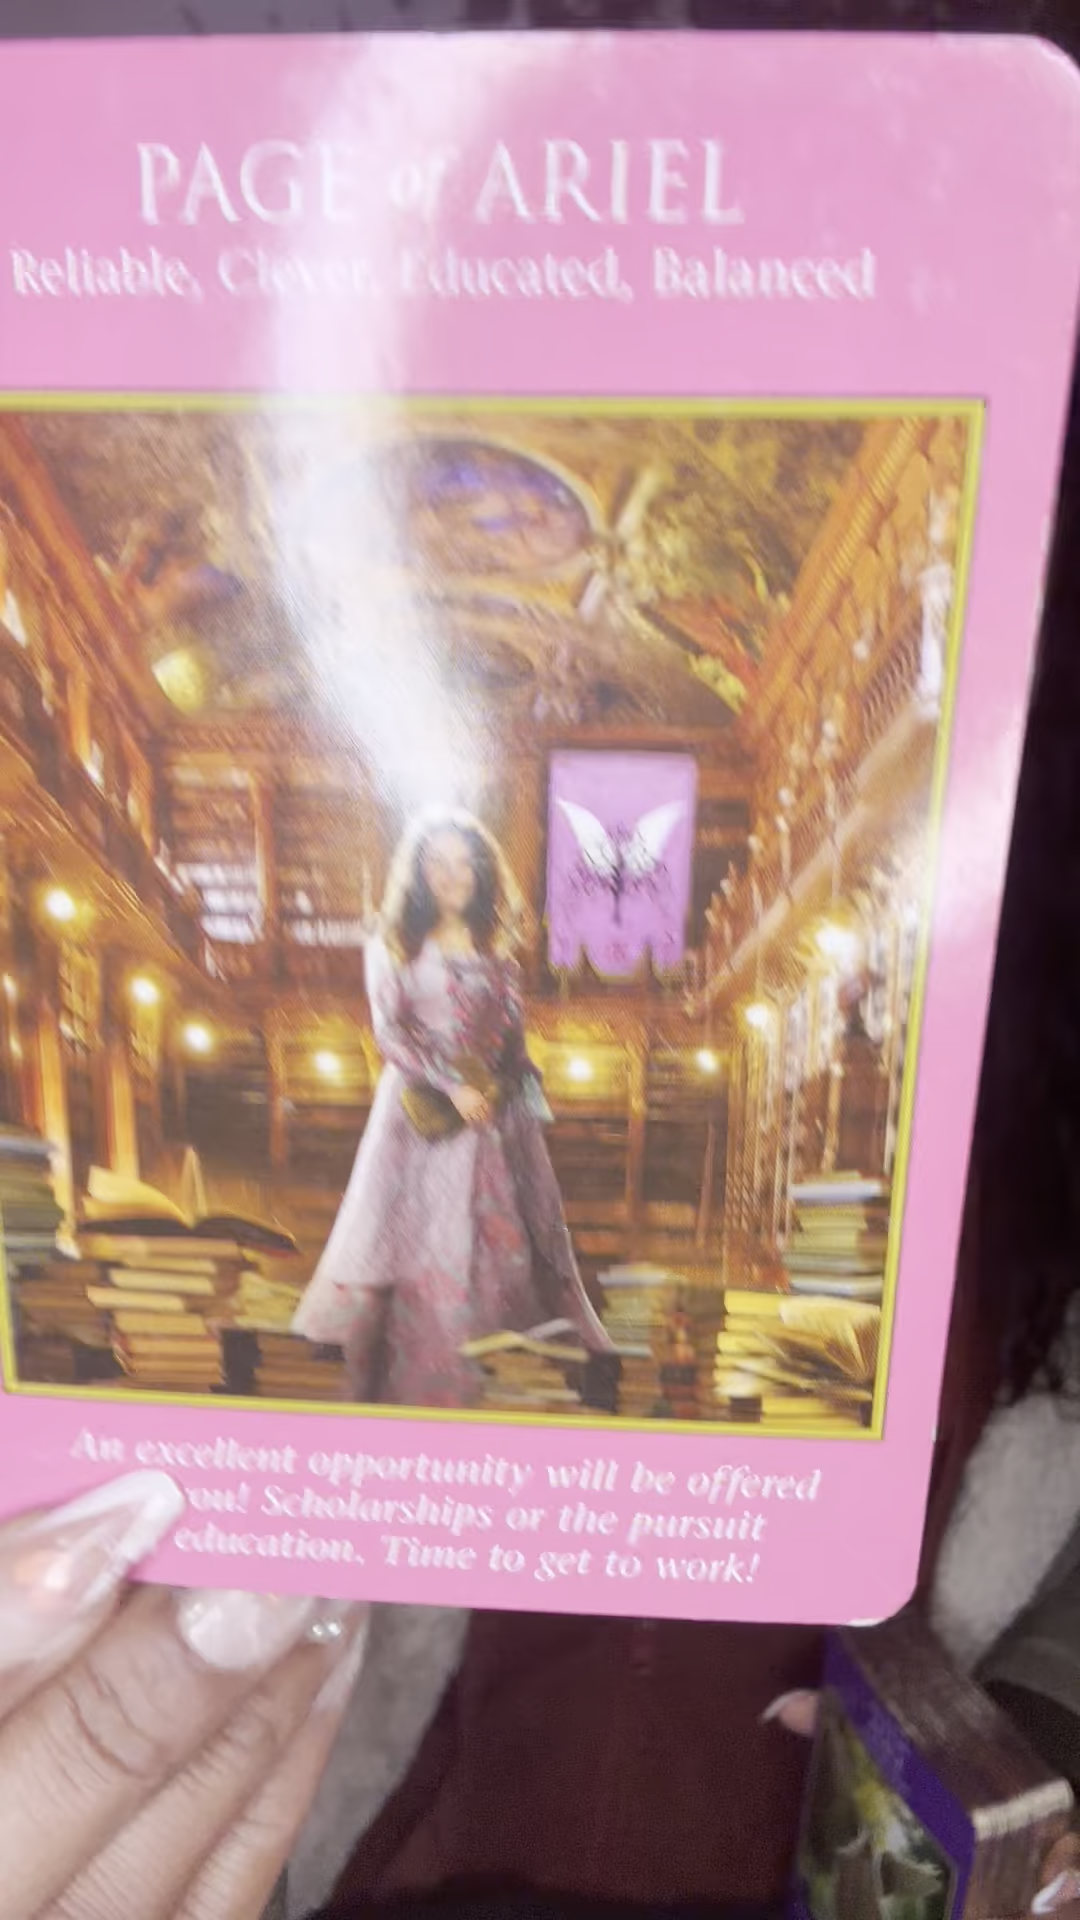 PAGE of ARIEL
Reliable, Clever, Educated, Balanced
An excellent opportunity will be offered
you! Scholarships or the pursuit
education. Time to get to work!